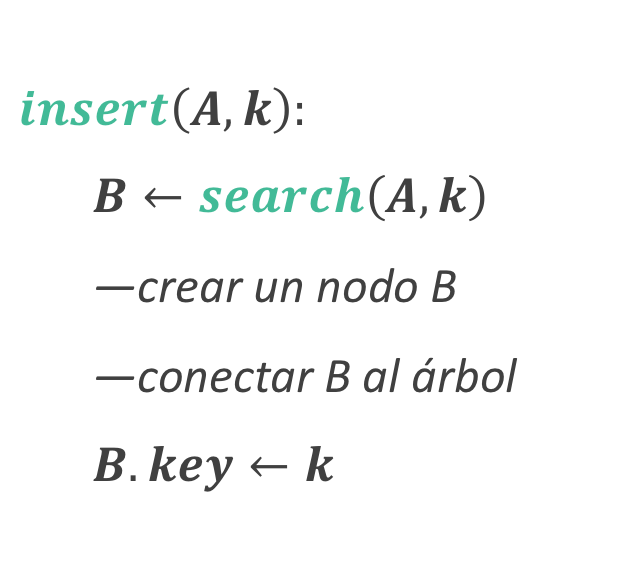 insert(A, k):
B ← search(A, k)
—crear un nodo B
—conectar B al árbol
B. key ← k